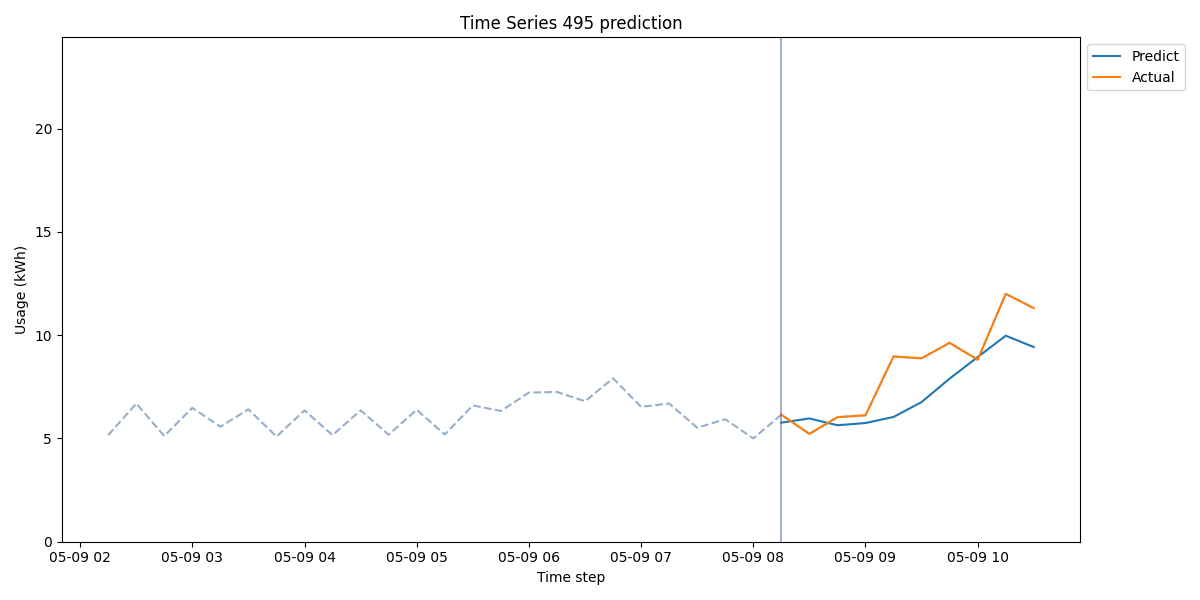 Time Series 495 prediction
Predict
Actual
20
15
10
5
0
Usage (kWh)
05-09 02
05-09 03
05-09 04
05-09 05
05-09 06
05-09 07
05-09 08
05-09 09
05-09 10
Time step